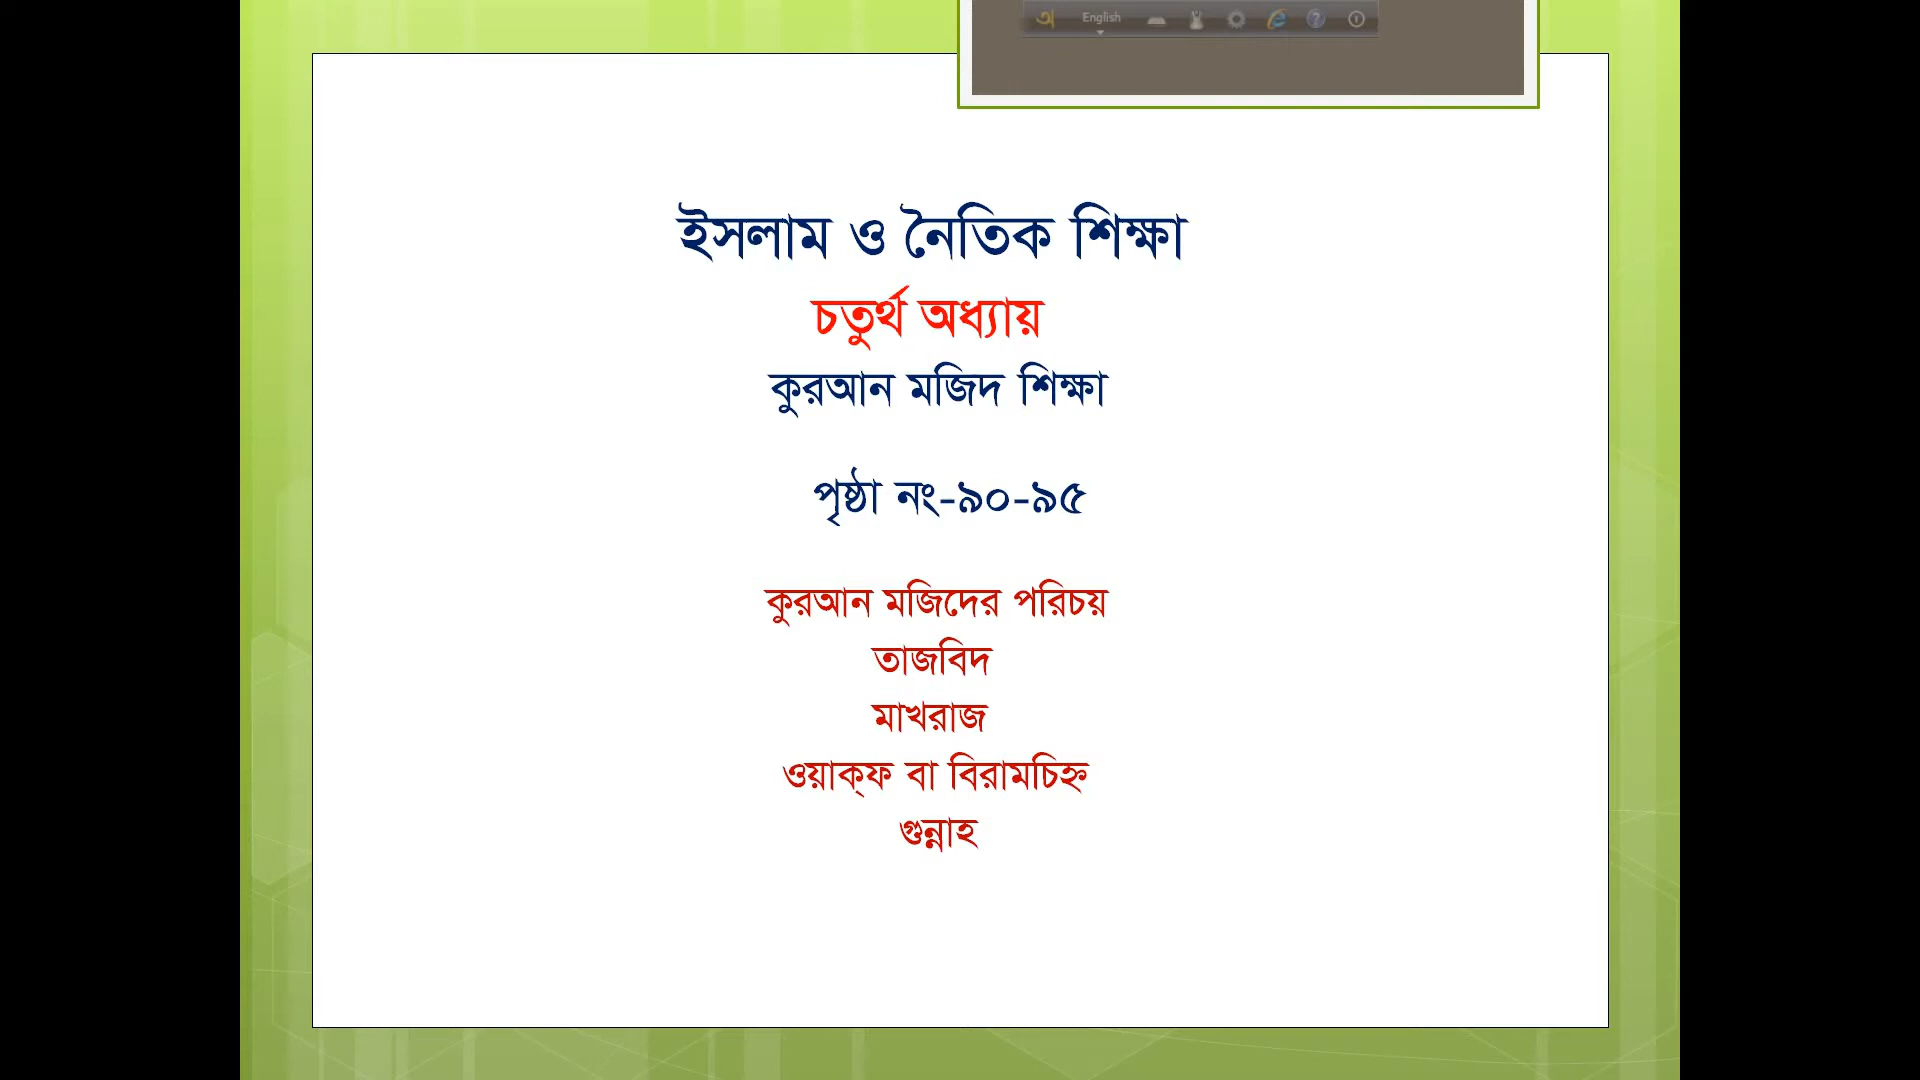 English
ইসলাম ও নৈতিক শিক্ষা
চতুর্থ অধ্যায়
কুরআন মজিদ শিক্ষা
পৃষ্ঠা নং-৯০-৯৫
কুরআন মজিদের পরিচয়
তাজবিদ
মাখরাজ
ওয়াক্‌ফ বা বিরামচিহ্ন
গুন্নাহ